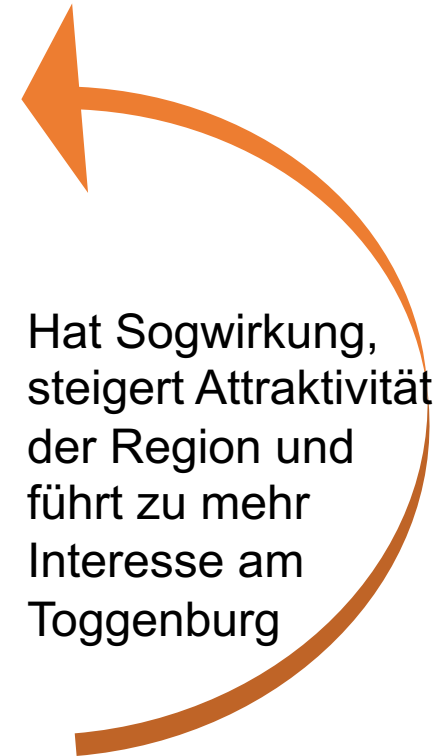 Hat Sogwirkung,
steigert Attraktivität
der Region und
führt zu mehr
Interesse am
Toggenburg